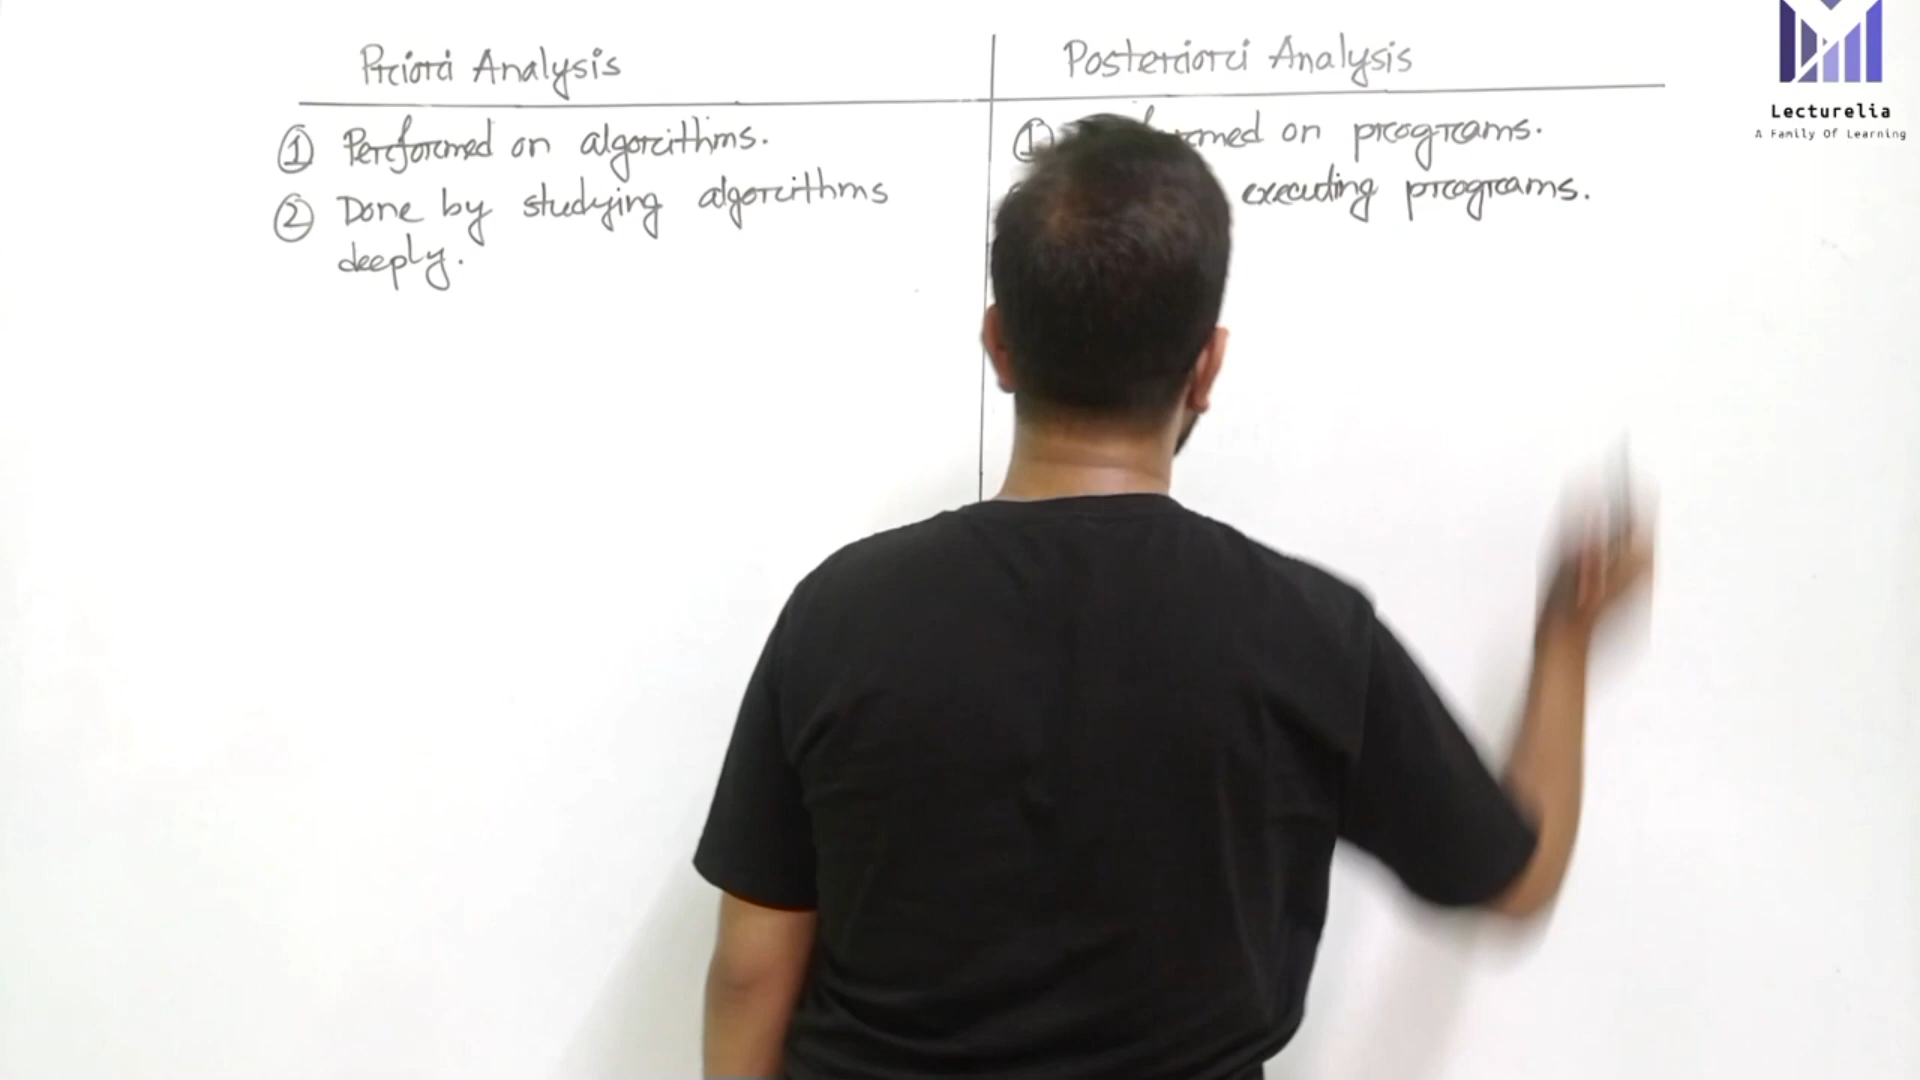 Priori Analysis
① Performed on algorithms.
② Done by studying algorithms
deeply.
Posteriori Analysis
① on programs.
executing programs.
Lecturelia
A Family Of Learning